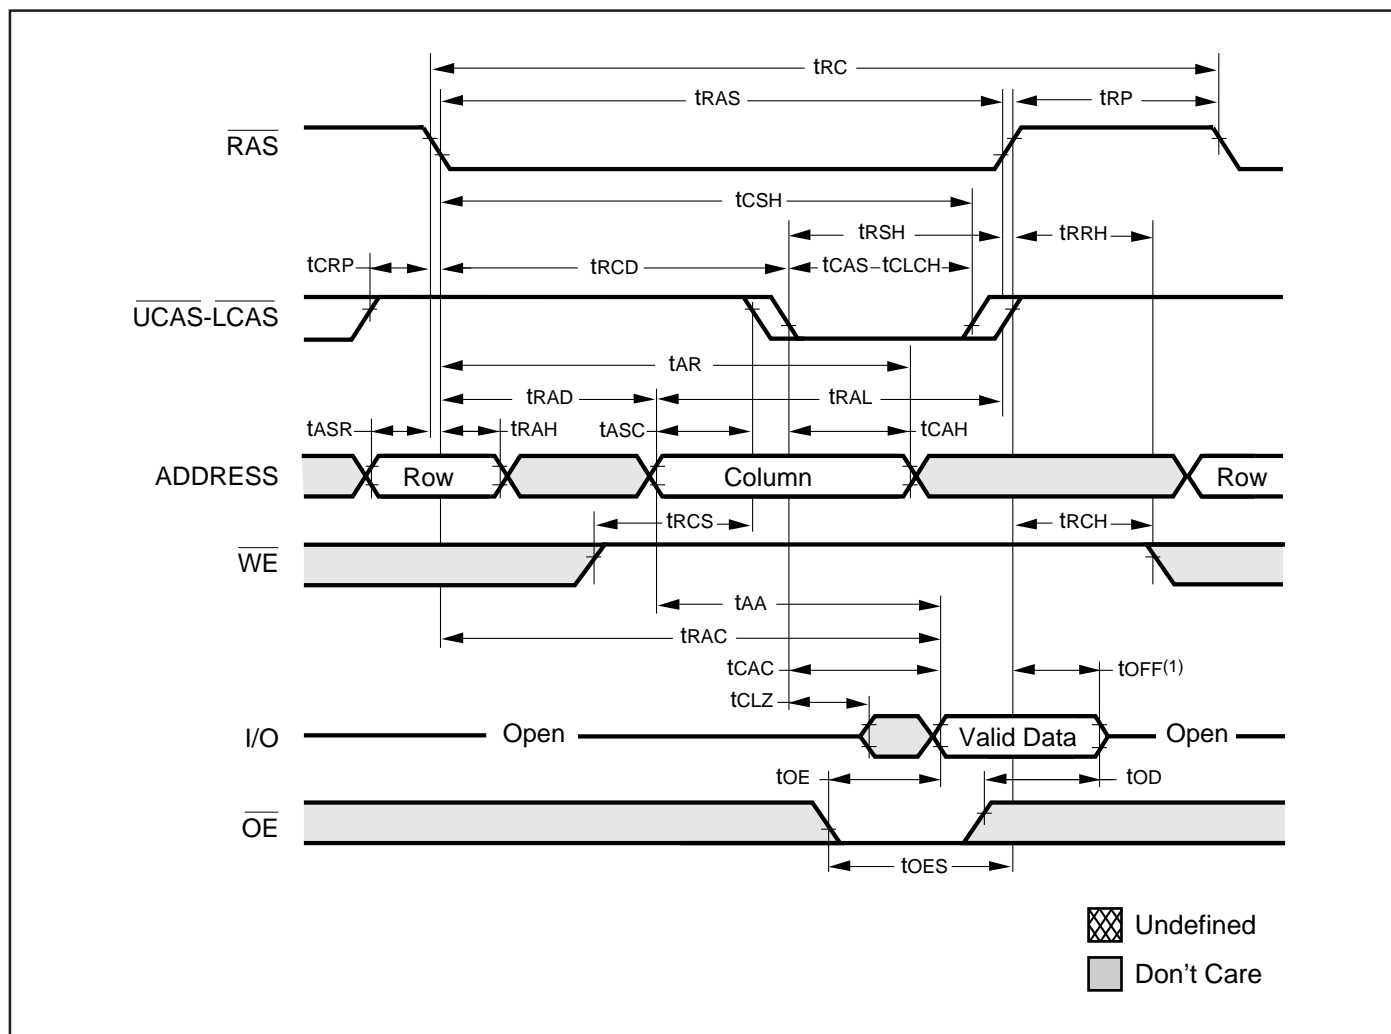 tRC
tRAS
tRP
RAS
tCSH
tRSH
tRRH
tCRP
tRCD
tCAS
tCLCH
UCAS-LCAS
tAR
tRAD
tRAL
tASR
tRAH
tASC
tCAH
ADDRESS
Row
Column
Row
tRCS
tRCH
WE
tAA
tRAC
tCAC
tOFF(1)
tCLZ
I/O
Open
Valid Data
Open
tOE
tOD
OE
tOES
Undefined
Don't Care